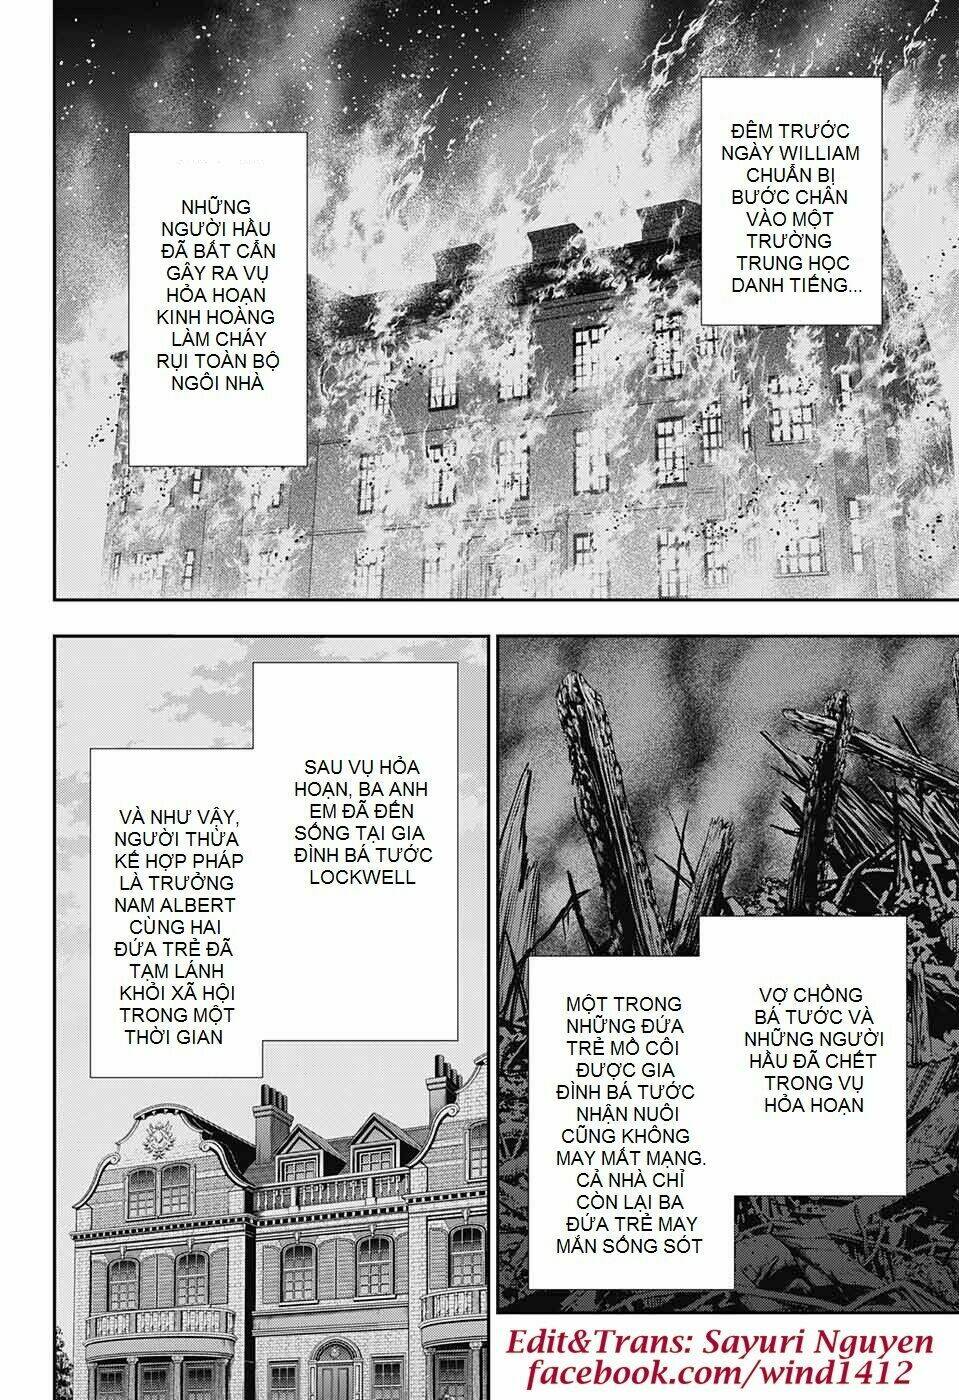 ĐÊM TRƯỚC
NGÀY WILLIAM
CHUẨN BỊ
BƯỚC CHÂN
VÀO MỘT
TRƯỜNG
TRUNG HỌC
DANH TIẾNG...
NHỮNG
NGƯỜI HẦU
ĐÃ BẤT CẨN
GÂY RA VỤ
HỎA HOẠN
KINH HOÀNG
LÀM CHÁY
RỤI TOÀN BỘ
NGÔI NHÀ
VỢ CHỒNG
BÁ TƯỚC VÀ
NHỮNG NGƯỜI
HẦU ĐÃ CHẾT
TRONG VỤ
HỎA HOẠN
MỘT TRONG
NHỮNG ĐỨA
TRẺ MỒ CÔI
ĐƯỢC GIA
ĐÌNH BÁ TƯỚC
NHẬN NUÔI
CŨNG KHÔNG
MAY MẤT MẠNG.
CẢ NHÀ CHỈ
CÒN LẠI BA
ĐỨA TRẺ MAY
MẮN SỐNG SÓT
SAU VỤ HỎA
HOẠN, BA ANH
EM ĐÃ ĐẾN
SỐNG TẠI GIA
ĐÌNH BÁ TƯỚC
LOCKWELL
VÀ NHƯ VẬY,
NGƯỜI THỪA
KẾ HỢP PHÁP
LÀ TRƯỞNG
NAM ALBERT
CÙNG HAI
ĐỨA TRẺ ĐÃ
TẠM LÁNH
KHỎI XÃ HỘI
TRONG MỘT
THỜI GIAN
Edit&Trans: Sayuri Nguyen
facebook.com/wind1412